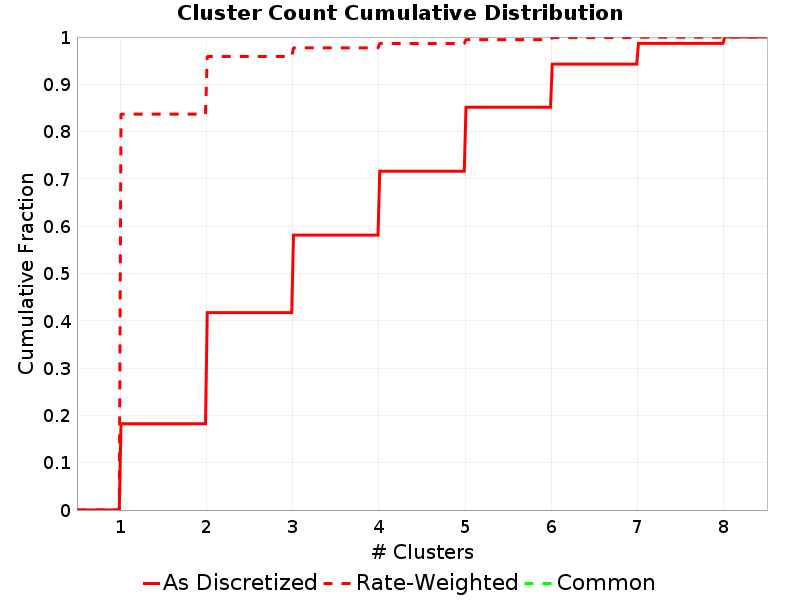 Cluster Count Cumulative Distribution
Cumulative Fraction
1
0.9
0.8
0.7
0.6
0.5
0.4
0.3
0.2
0.1
0
1 2 3 4 5 6 7 8
# Clusters
As Discretized Rate-Weighted Common